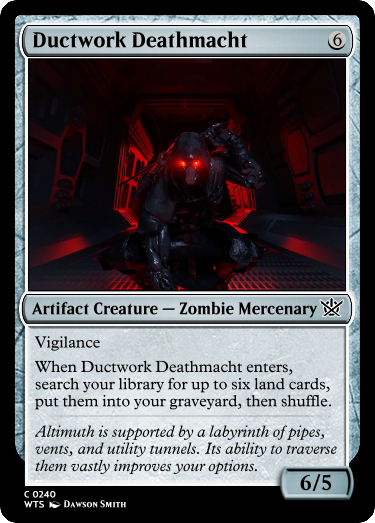 Ductwork Deathmacht 6
Artifact Creature — Zombie Mercenary
Vigilance
When Ductwork Deathmacht enters,
search your library for up to six land cards,
put them into your graveyard, then shuffle.
Altimuth is supported by a labyrinth of pipes,
vents, and utility tunnels. Its ability to traverse
them vastly improves your options.
6/5
C 0240
WTS Dawson Smith